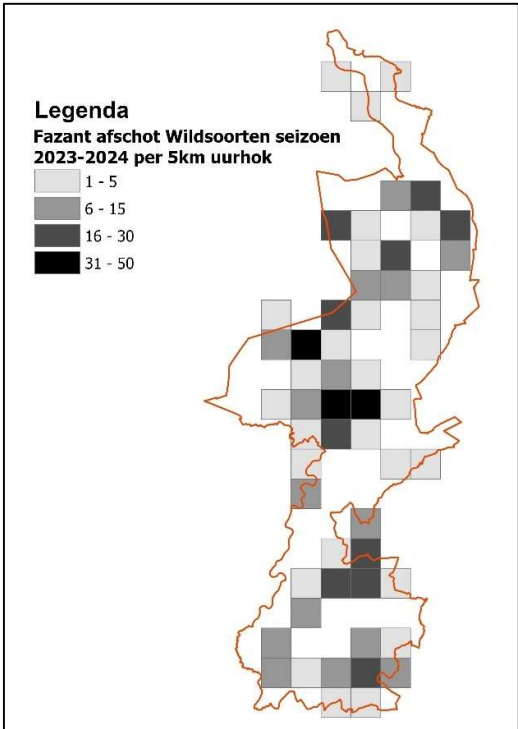 Legenda
Fazant afschot Wildsoorten seizoen
2023-2024 per 5km uurhok
1 - 5
6 - 15
16 - 30
31 - 50